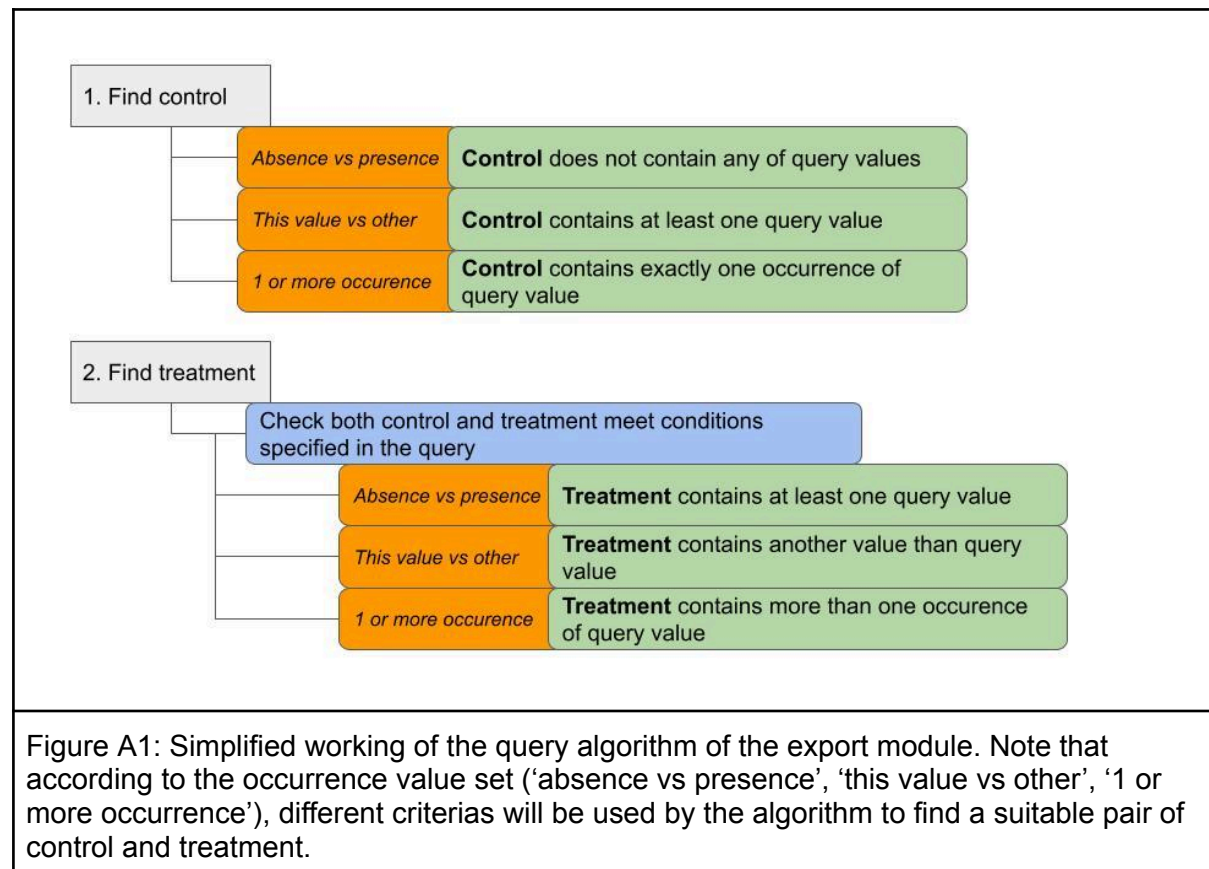 1. Find control
Absence vs presence
Control does not contain any of query values
This value vs other
Control contains at least one query value
1 or more occurence
Control contains exactly one occurrence of
query value
2. Find treatment
Check both control and treatment meet conditions
specified in the query
Absence vs presence
Treatment contains at least one query value
This value vs other
Treatment contains another value than query
value
1 or more occurence
Treatment contains more than one occurence
of query value
Figure A1: Simplified working of the query algorithm of the export module. Note that
according to the occurrence value set (‘absence vs presence’, ‘this value vs other’, ‘1 or
more occurrence’), different criterias will be used by the algorithm to find a suitable pair of
control and treatment.